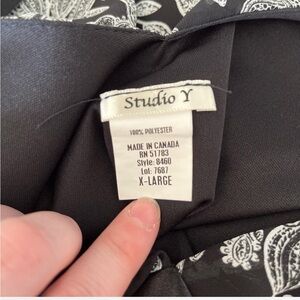 Studio Y
100% POLYESTER
MADE IN CANADA
RN 51783
Style: 8460
Lot: 7687
X-LARGE